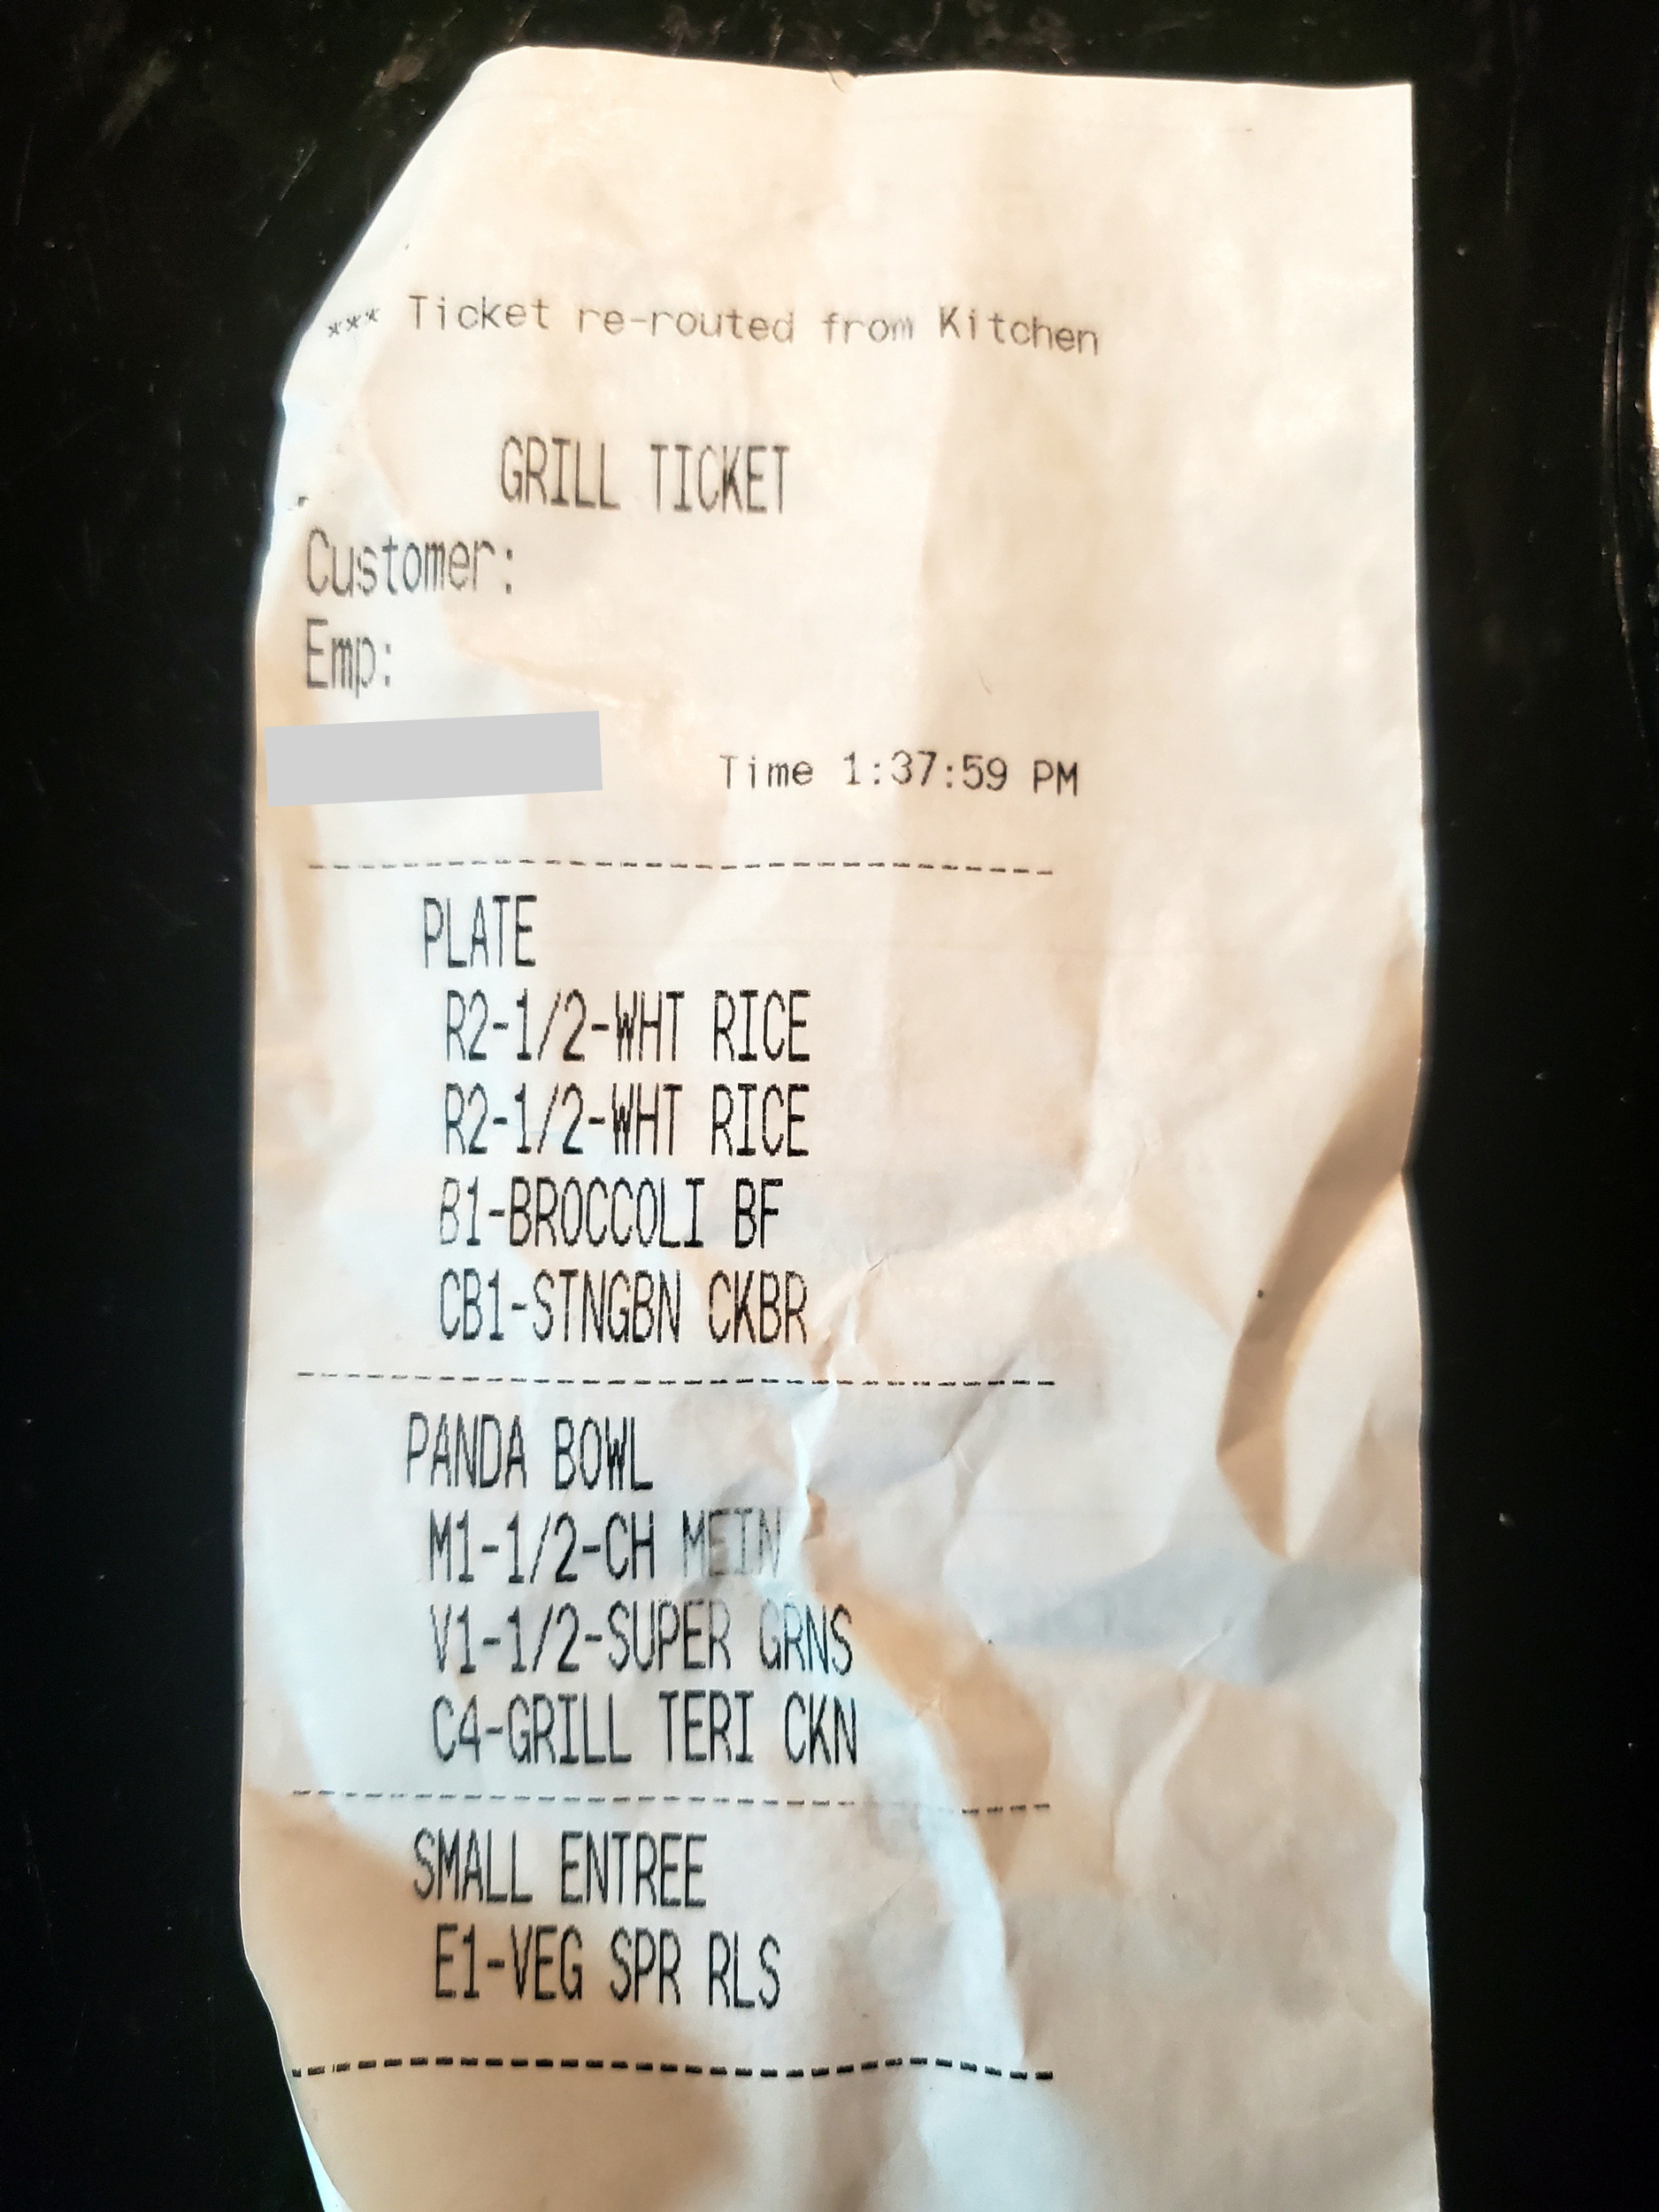 *** Ticket re-routed from Kitchen
GRILL TICKET
Customer:
Emp:
Time 1:37:59 PM
PLATE
R2-1/2-WHT RICE
R2-1/2-WHT RICE
B1-BROCCOLI BF
CB1-STNGBN CKBR
PANDA BOWL
M1-1/2-CH MEIN
V1-1/2-SUPER GRNS
C4-GRILL TERI CKN
SMALL ENTREE
E1-VEG SPR RLS